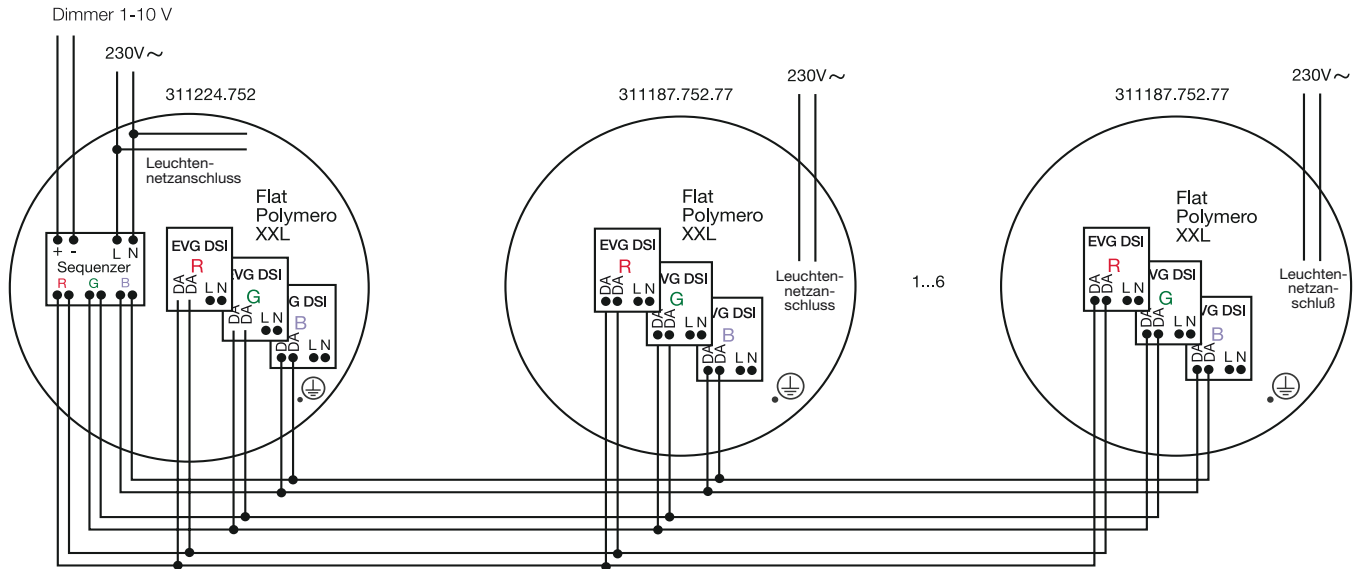 Dimmer 1-10 V
230V~
311224.752
Leuchten-
netzanschluss
Flat
Polymero
XXL
+ - L N
Sequenzer
R G B
EVG DSI
R
DA
DA
L N
VG DSI
G
DA
DA
L N
G DSI
B
DA
L N
230V~
311187.752.77
Flat
Polymero
XXL
Leuchten-
netzan-
schluss
EVG DSI
R
DA
DA
L N
VG DSI
G
DA
DA
L N
VG DSI
B
DA
DA
L N
1...6
230V~
311187.752.77
Flat
Polymero
XXL
Leuchten-
netzan-
schluß
EVG DSI
R
DA
DA
L N
VG DSI
G
DA
DA
L N
VG DSI
B
DA
DA
L N